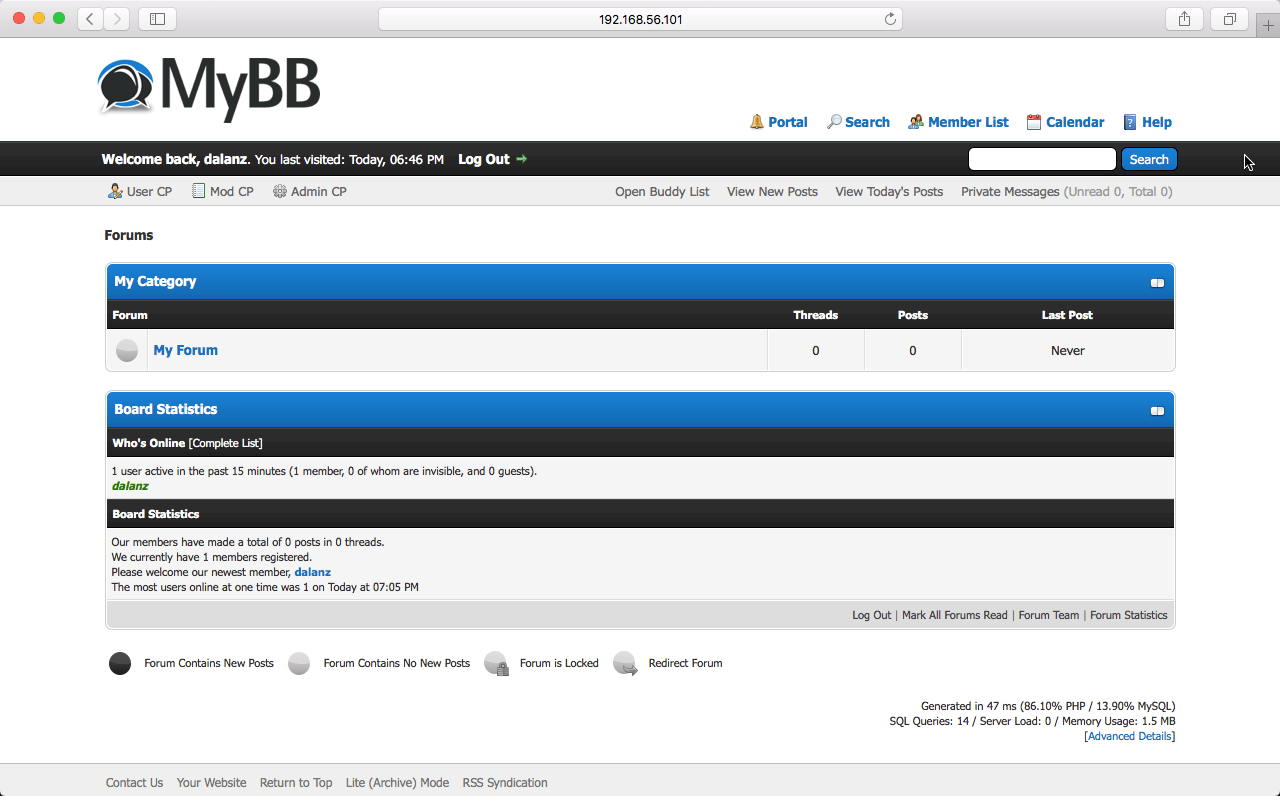 192.168.56.101
MyBB
Portal Search Member List Calendar Help
Welcome back, dalanz. You last visited: Today, 06:46 PM Log Out Search
User CP Mod CP Admin CP Open Buddy List View New Posts View Today's Posts Private Messages (Unread 0, Total 0)
Forums
My Category
Forum Threads Posts Last Post
My Forum 0 0 Never
Board Statistics
Who's Online [Complete List]
1 user active in the past 15 minutes (1 member, 0 of whom are invisible, and 0 guests).
dalanz
Board Statistics
Our members have made a total of 0 posts in 0 threads.
We currently have 1 members registered.
Please welcome our newest member, dalanz
The most users online at one time was 1 on Today at 07:05 PM
Log Out | Mark All Forums Read | Forum Team | Forum Statistics
Forum Contains New Posts Forum Contains No New Posts Forum is Locked Redirect Forum
Generated in 47 ms (86.10% PHP / 13.90% MySQL)
SQL Queries: 14 / Server Load: 0 / Memory Usage: 1.5 MB
[Advanced Details]
Contact Us Your Website Return to Top Lite (Archive) Mode RSS Syndication